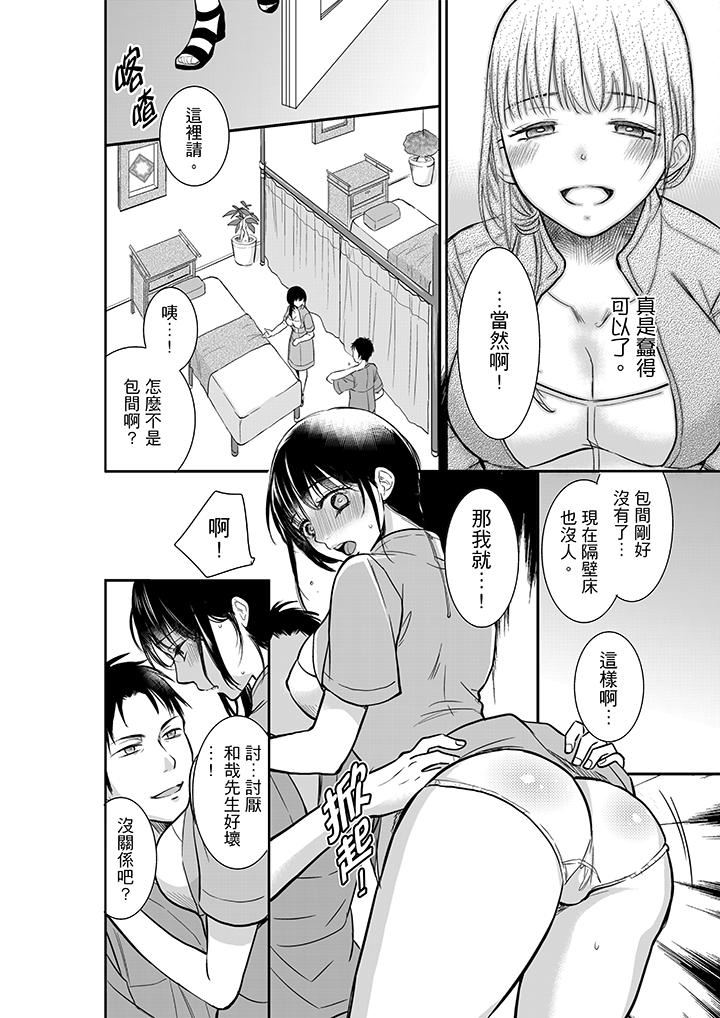 真是蠢得
可以了。
…當然啊！
喀喳
這裡請。
咦…！
怎麼不是
包間啊？
包間剛好
沒有了…
現在隔壁床
也沒人。
這樣啊…
那我就…！
掀起！
啊！
討…討厭
和哉先生好壞
…！
沒關係吧？